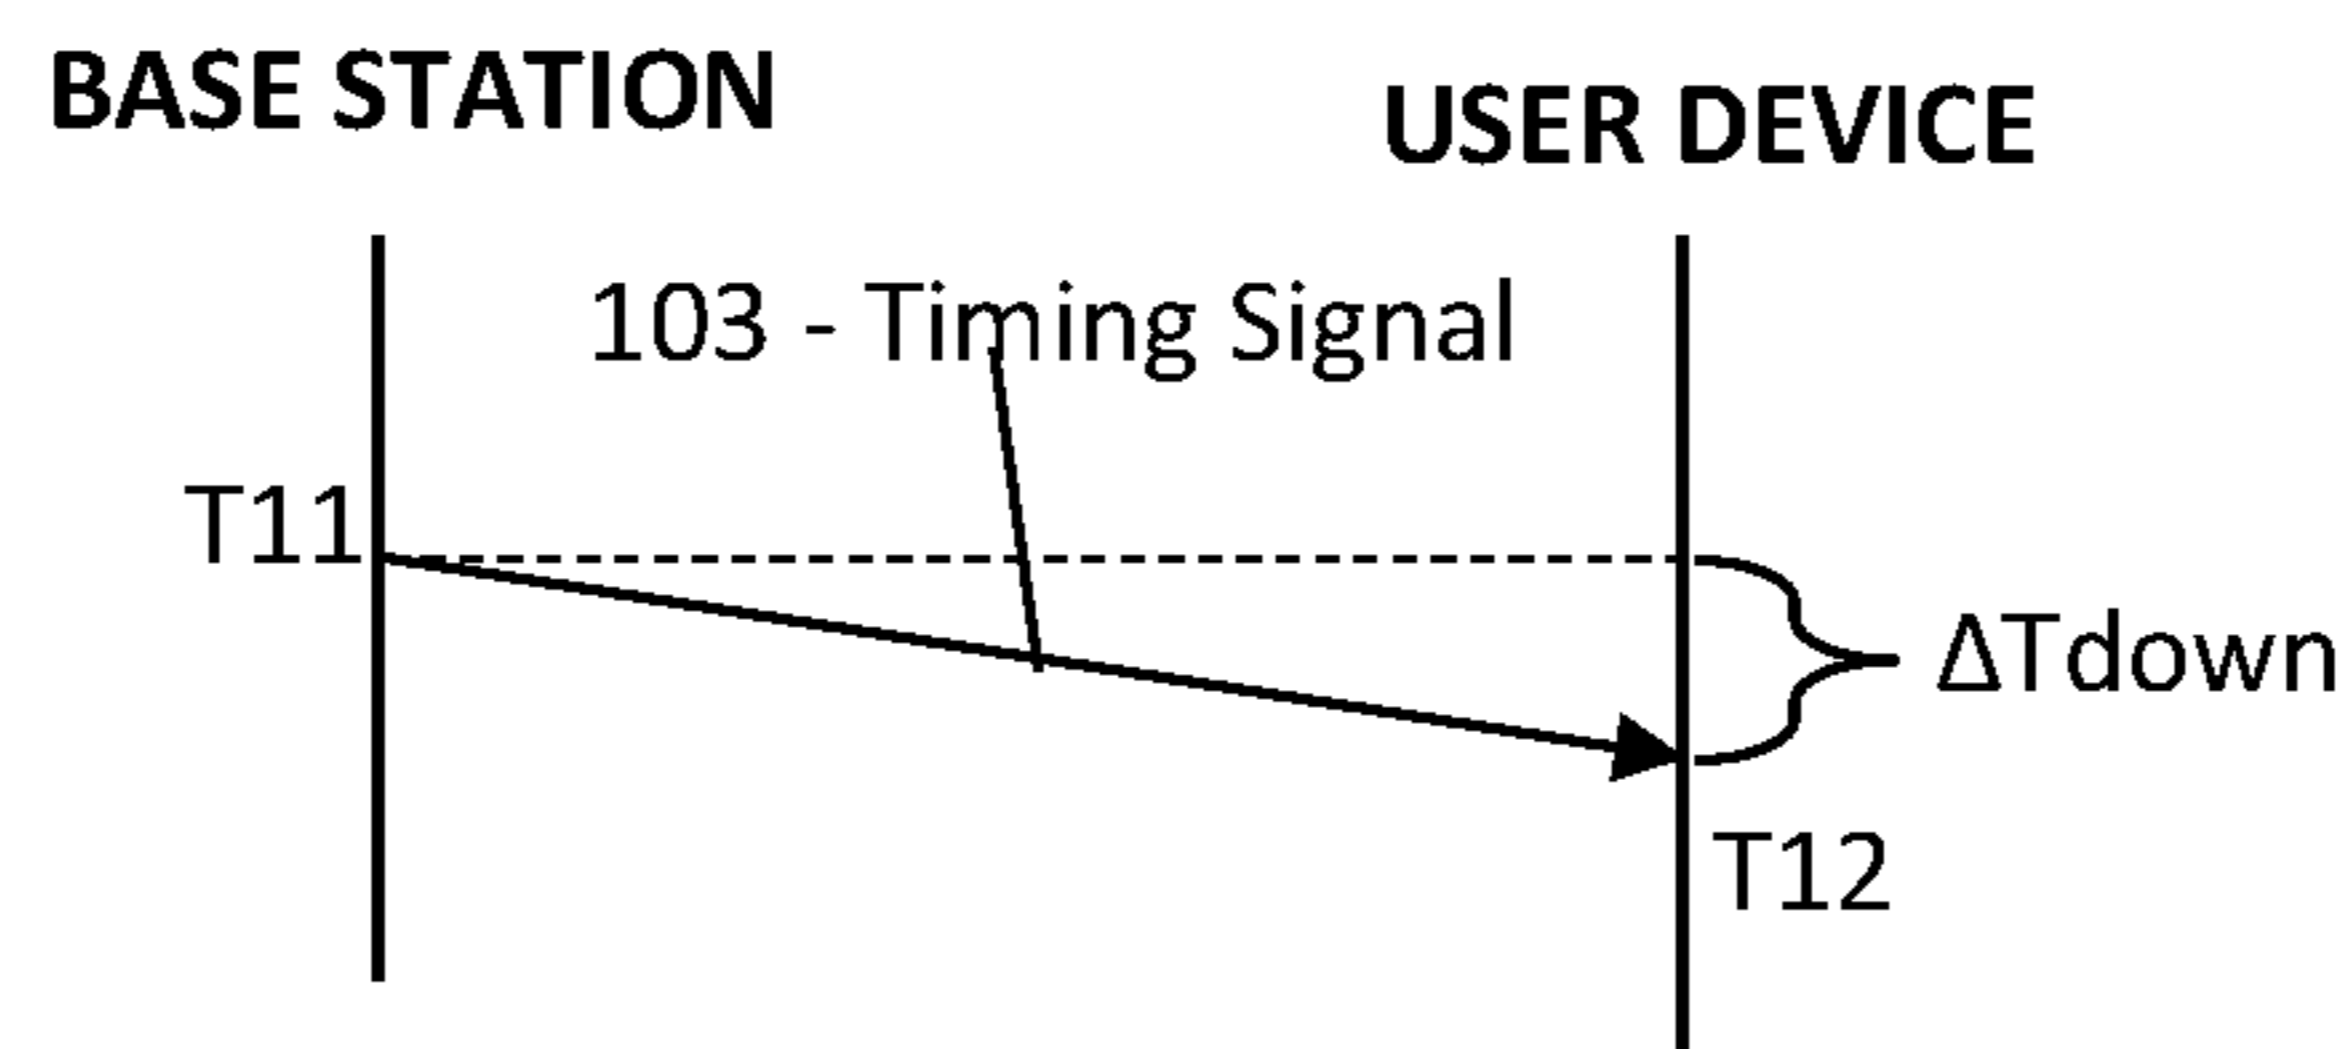 BASE STATION
USER DEVICE
103 - Timing Signal
T11
ΔTdown
T12